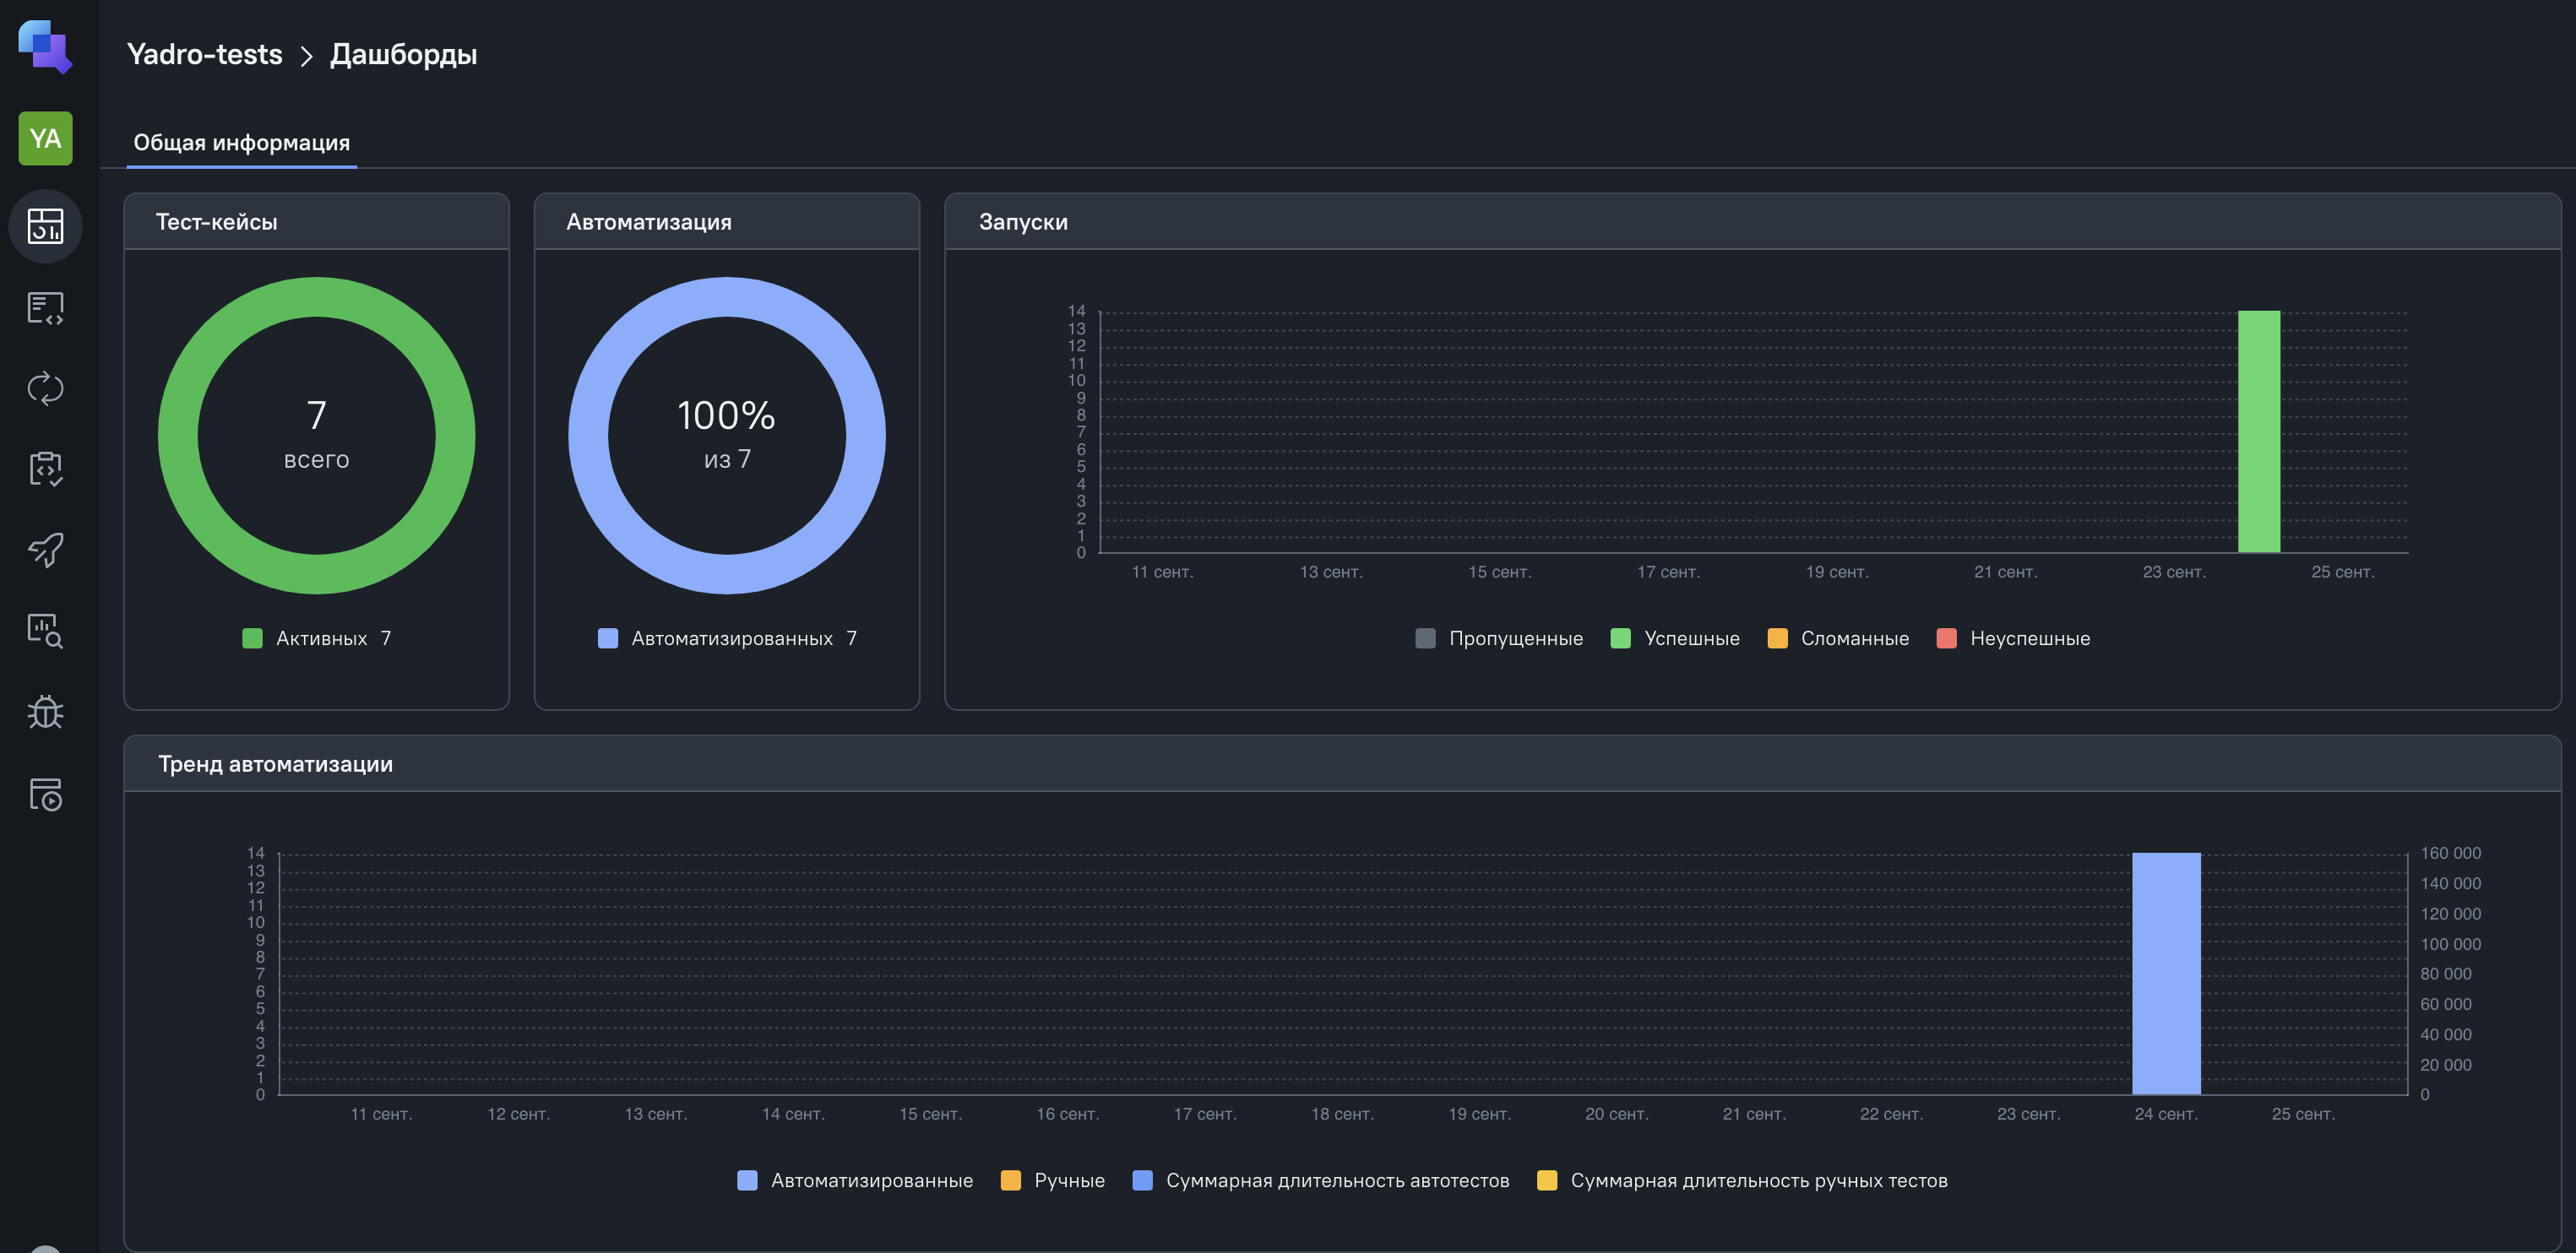 Yadro-tests > Дашборды
YA
Общая информация
Тест-кейсы
7
всего
Активных 7
Автоматизация
100%
из 7
Автоматизированных 7
Запуски
14
13
12
11
10
9
8
7
6
5
4
3
2
1
0
11 сент. 13 сент. 15 сент. 17 сент. 19 сент. 21 сент. 23 сент. 25 сент.
Пропущенные Успешные Сломанные Неуспешные
Тренд автоматизации
14
13
12
11
10
9
8
7
6
5
4
3
2
1
0
160 000
140 000
120 000
100 000
80 000
60 000
40 000
20 000
0
11 сент. 12 сент. 13 сент. 14 сент. 15 сент. 16 сент. 17 сент. 18 сент. 19 сент. 20 сент. 21 сент. 22 сент. 23 сент. 24 сент. 25 сент.
Автоматизированные Ручные Суммарная длительность автотестов Суммарная длительность ручных тестов